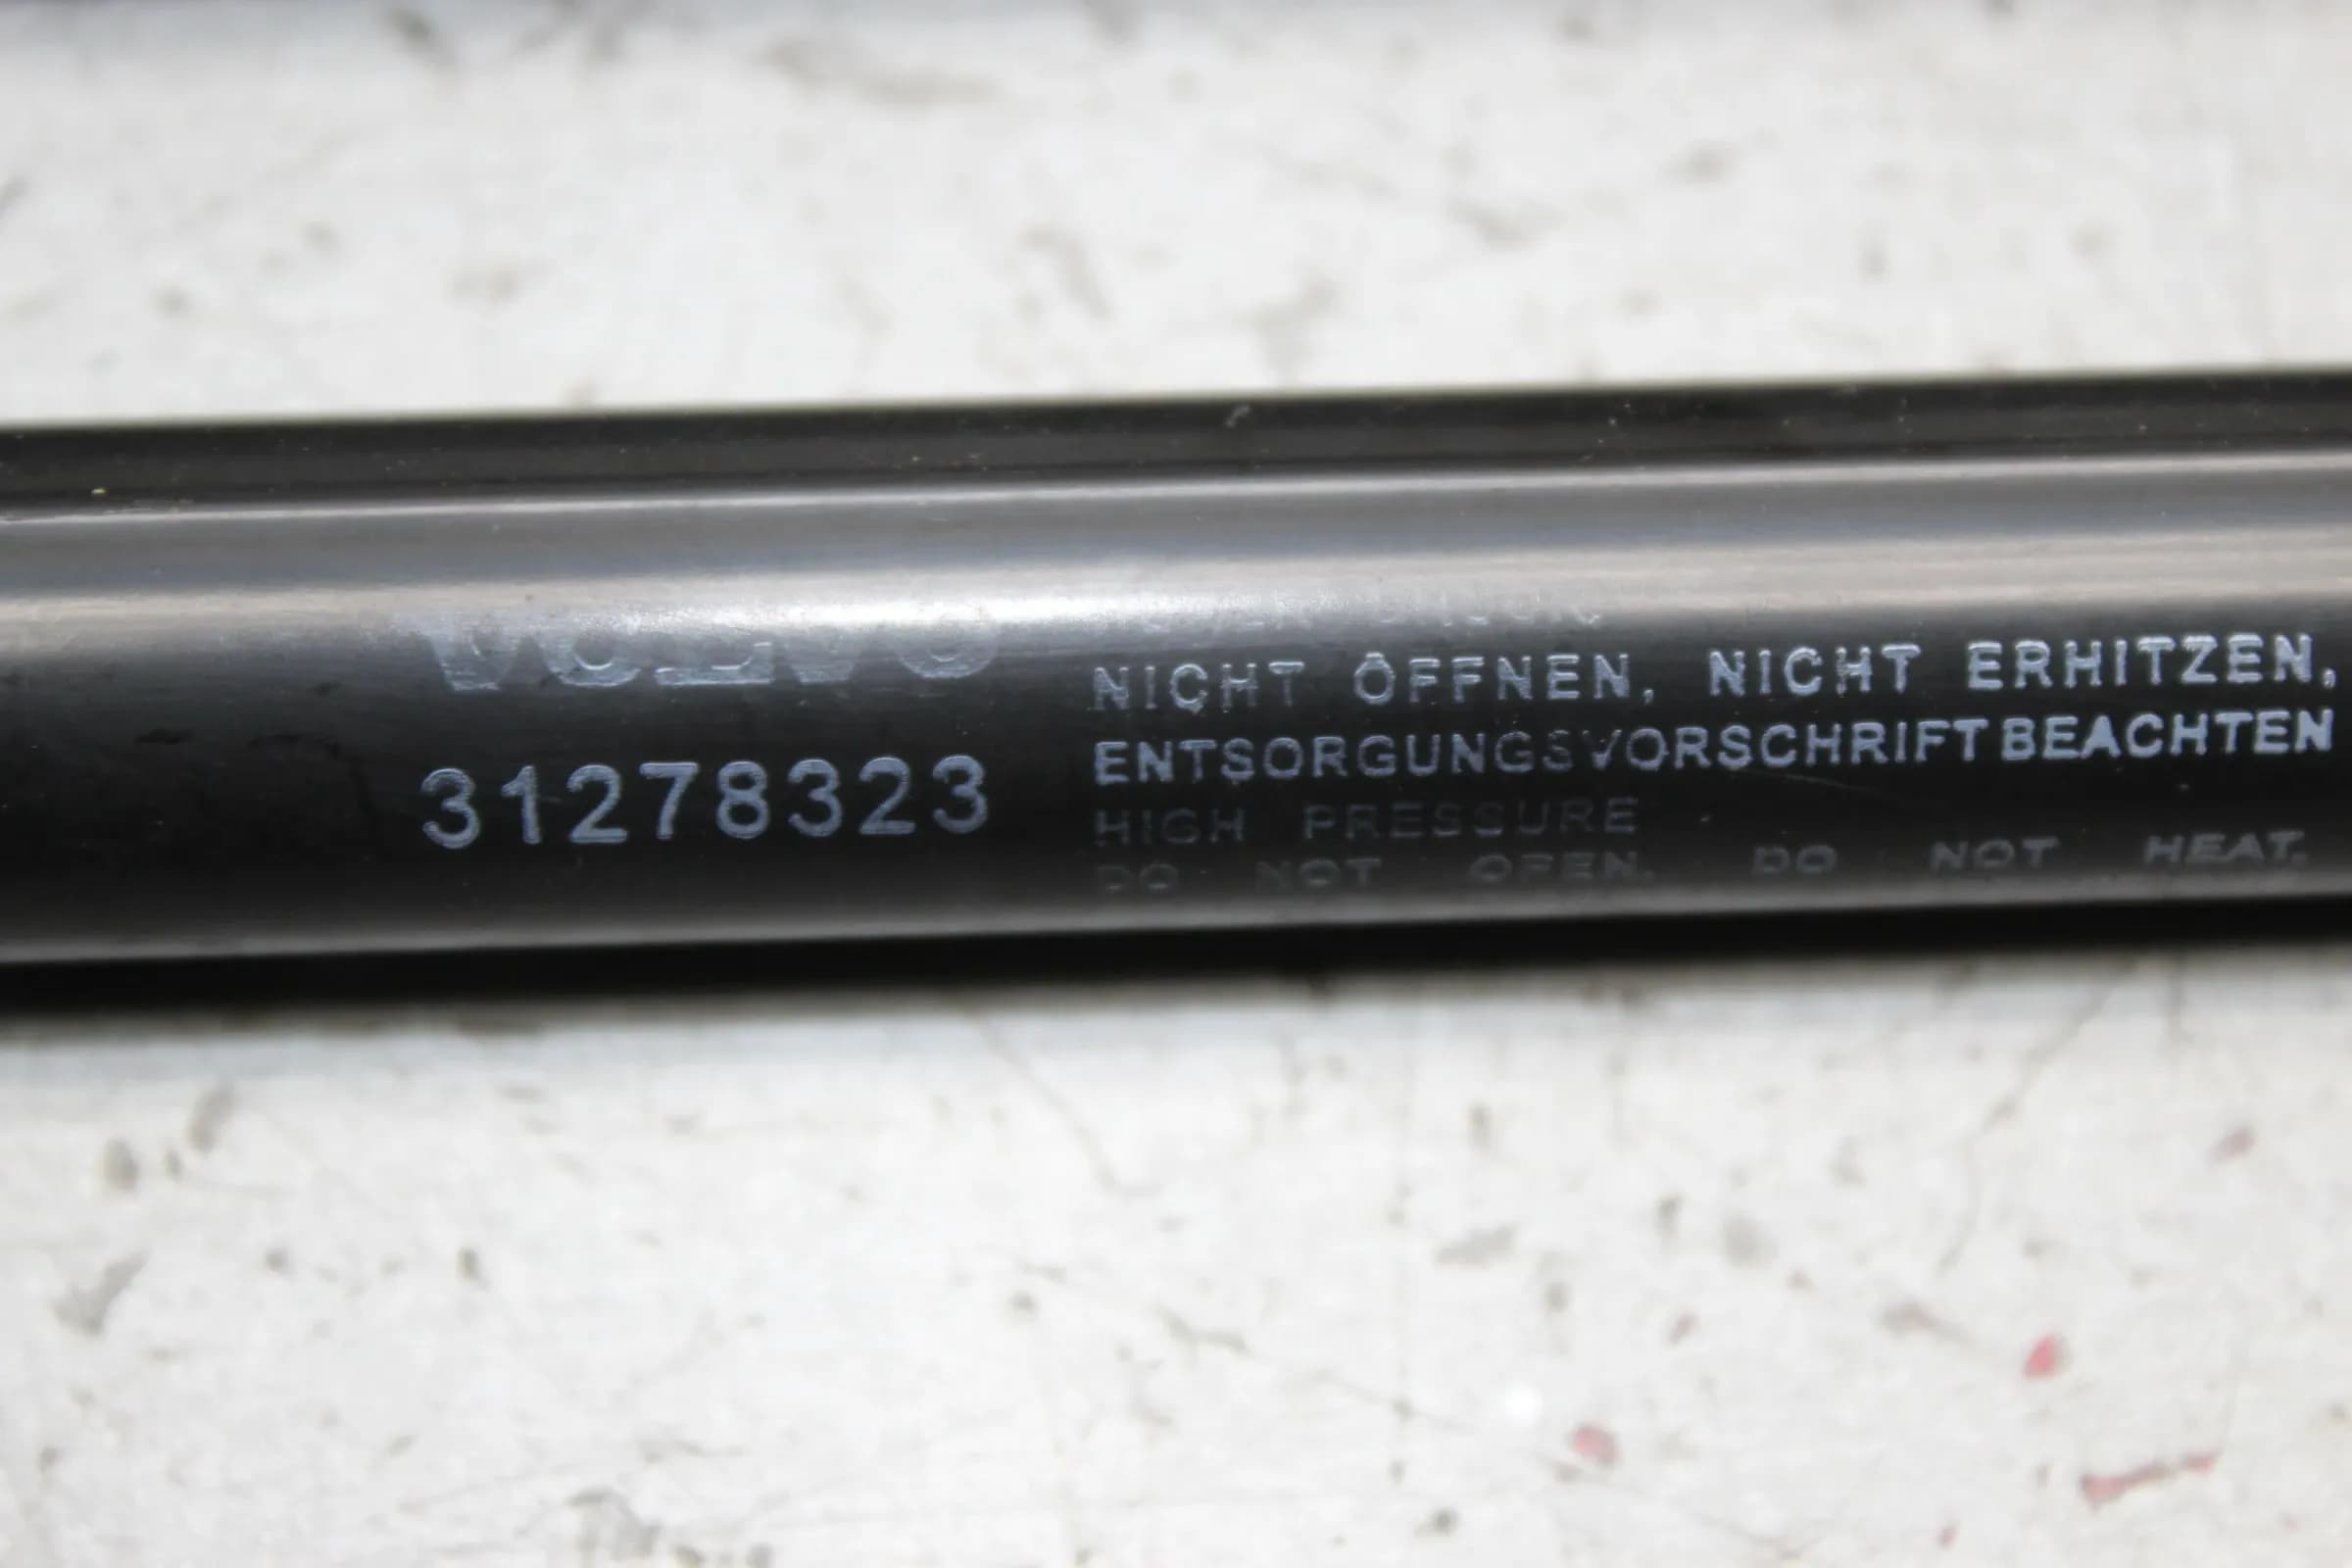 VOLVO
31278323
NICHT ÖFFNEN, NICHT ERHITZEN,
ENTSORGUNGSVORSCHRIFT BEACHTEN
HIGH PRESSURE
DO NOT OPEN. DO NOT HEAT.